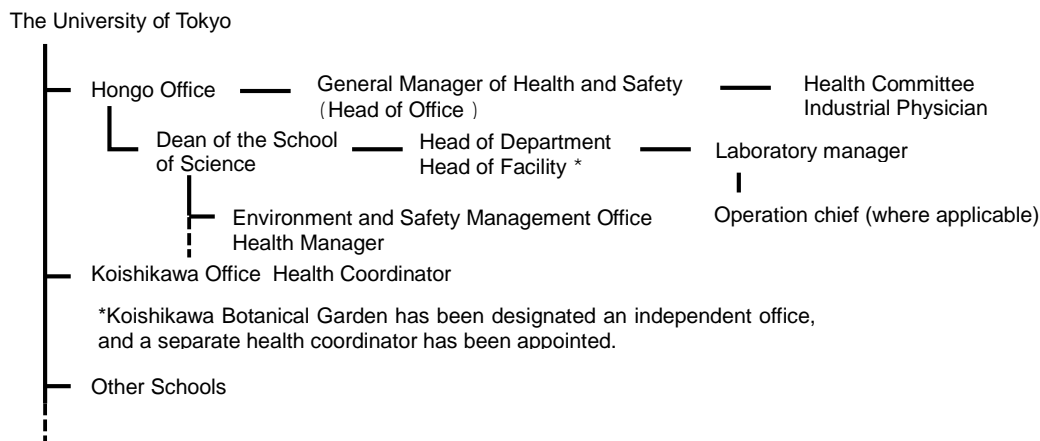 The University of Tokyo
Hongo Office
General Manager of Health and Safety
(Head of Office )
Health Committee
Industrial Physician
Dean of the School
of Science
Head of Department
Head of Facility *
Laboratory manager
Operation chief (where applicable)
Environment and Safety Management Office
Health Manager
Koishikawa Office Health Coordinator
*Koishikawa Botanical Garden has been designated an independent office,
and a separate health coordinator has been appointed.
Other Schools